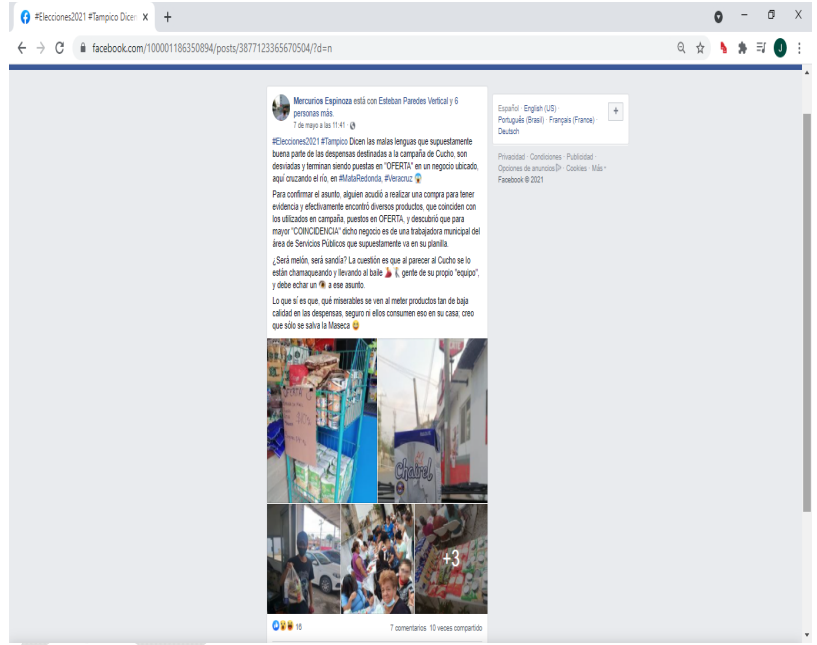 #Elecciones2021 #Tampico Dicen
facebook.com/100001186350894/posts/3877123365670504/?d=n
J
Mercurios Espinoza está con Esteban Paredes Vertical y 6
personas más.
7 de mayo a las 11:41 ·
#Elecciones2021 #Tampico Dicen las malas lenguas que supuestamente
buena parte de las despensas destinadas a la campaña de Cucho, son
desviadas y terminan siendo puestas en "OFERTA" en un negocio ubicado,
aquí cruzando el río, en #MataRedonda, #Veracruz 😱
Para confirmar el asunto, alguien acudió a realizar una compra para tener
evidencia y efectivamente encontró diversos productos, que coinciden con
los utilizados en campaña, puestos en OFERTA, y descubrió que para
mayor "COINCIDENCIA" dicho negocio es de una trabajadora municipal del
área de Servicios Públicos que supuestamente va en su planilla.
¿Será melón, será sandía? La cuestión es que al parecer al Cucho se lo
están chamaqueando y llevando al baile 💃🕺, gente de su propio "equipo",
y debe echar un 👁 a ese asunto.
Lo que sí es que, qué miserables se ven al meter productos tan de baja
calidad en las despensas, seguro ni ellos consumen eso en su casa; creo
que sólo se salva la Maseca 😄
OFERTA
Chairel
+3
16
7 comentarios 10 veces compartido
Español · English (US) ·
Português (Brasil) · Français (France) ·
Deutsch
Privacidad · Condiciones · Publicidad ·
Opciones de anuncios · Cookies · Más
Facebook © 2021